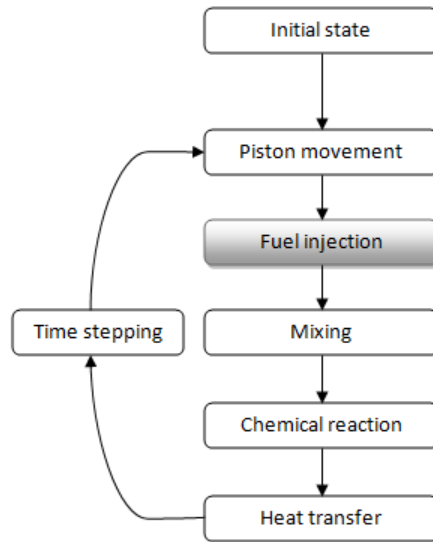 Initial state
Piston movement
Fuel injection
Time stepping
Mixing
Chemical reaction
Heat transfer